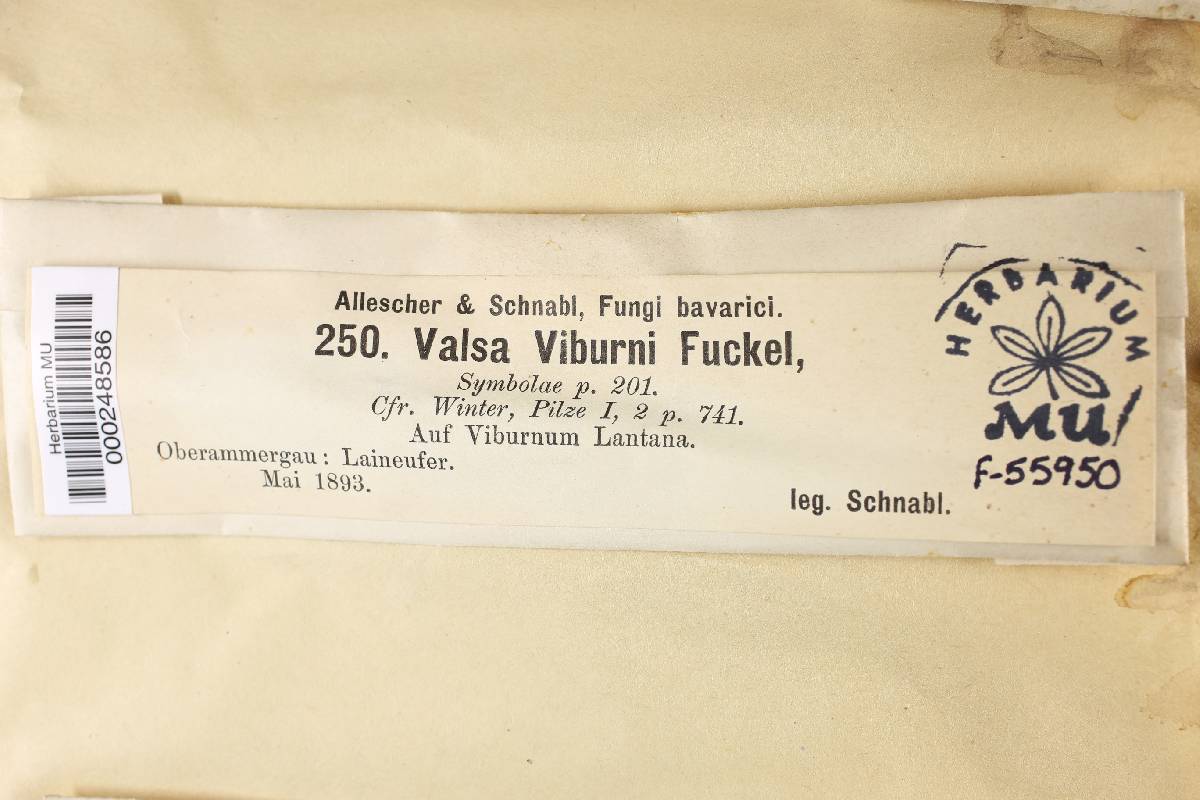 Allescher & Schnabl, Fungi bavarici.
250. Valsa Viburni Fuckel,
Symbolae p. 201.
Cfr. Winter, Pilze I, 2 p. 741.
Auf Viburnum Lantana.
Oberammergau: Laineufer.
Mai 1893.
leg. Schnabl.
Herbarium MU
000248586
HERBARIUM
MU
F-55950